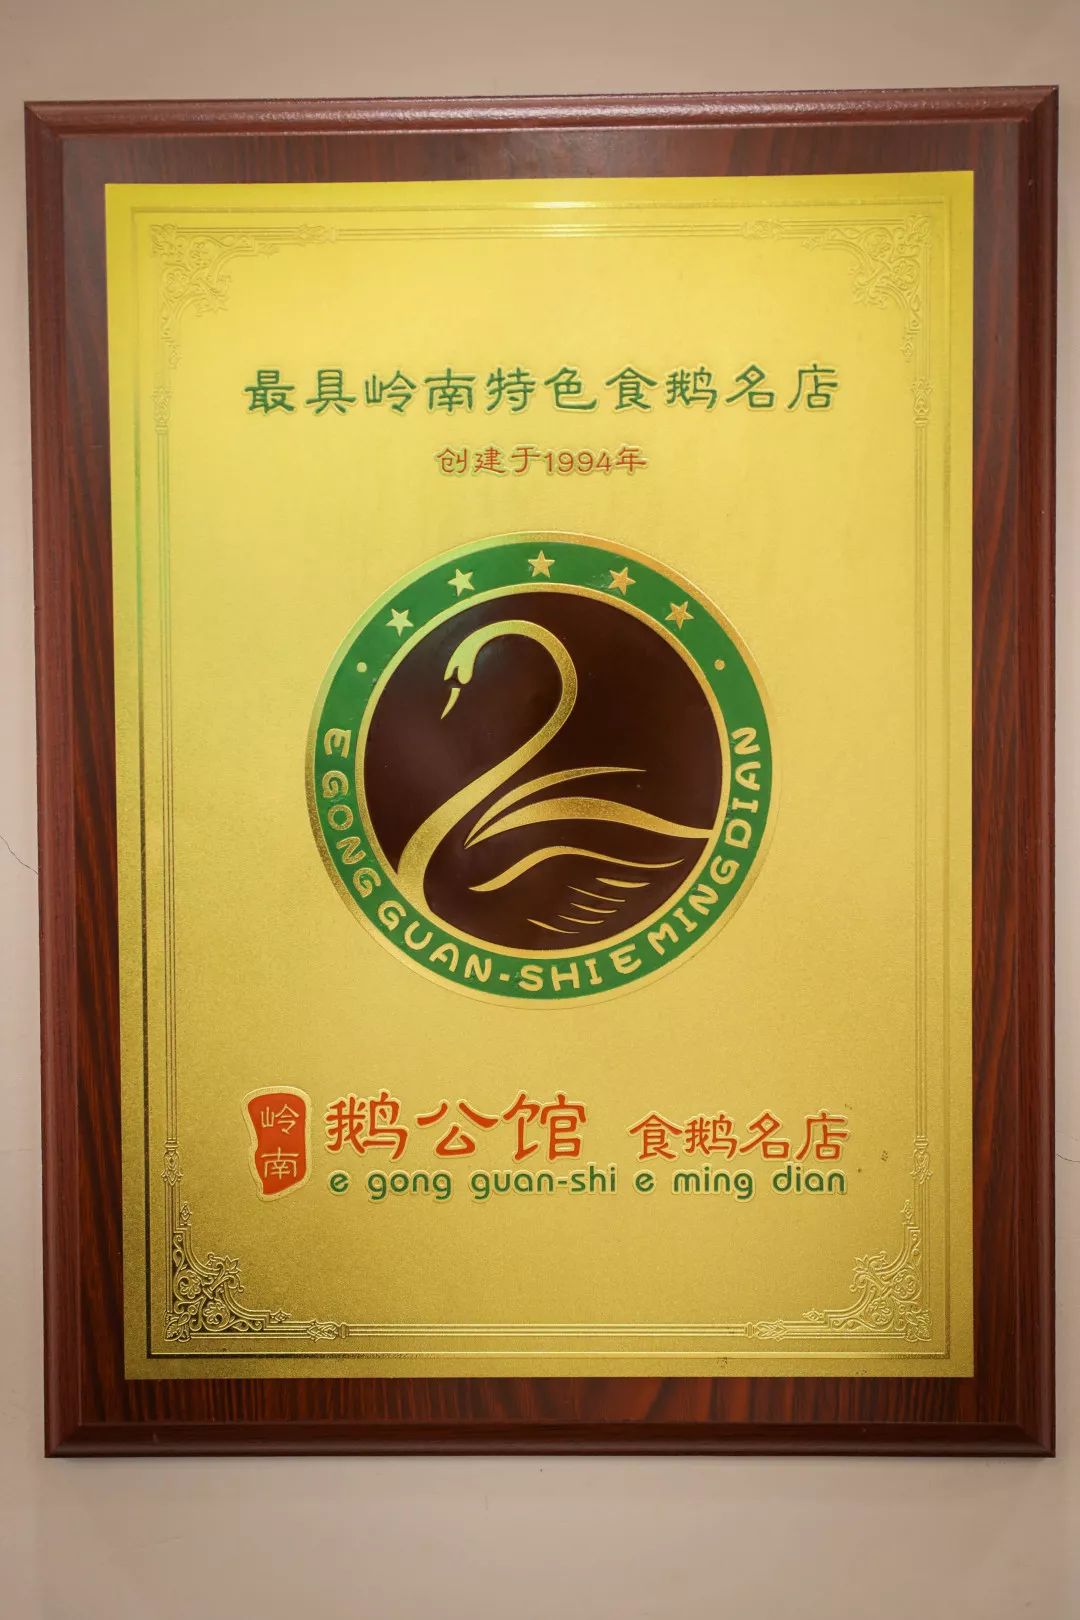 最具岭南特色食鹅名店
创建于1994年
E GONG GUAN-SHI E MING DIAN
岭南
鹅公馆 食鹅名店
e gong guan-shi e ming dian